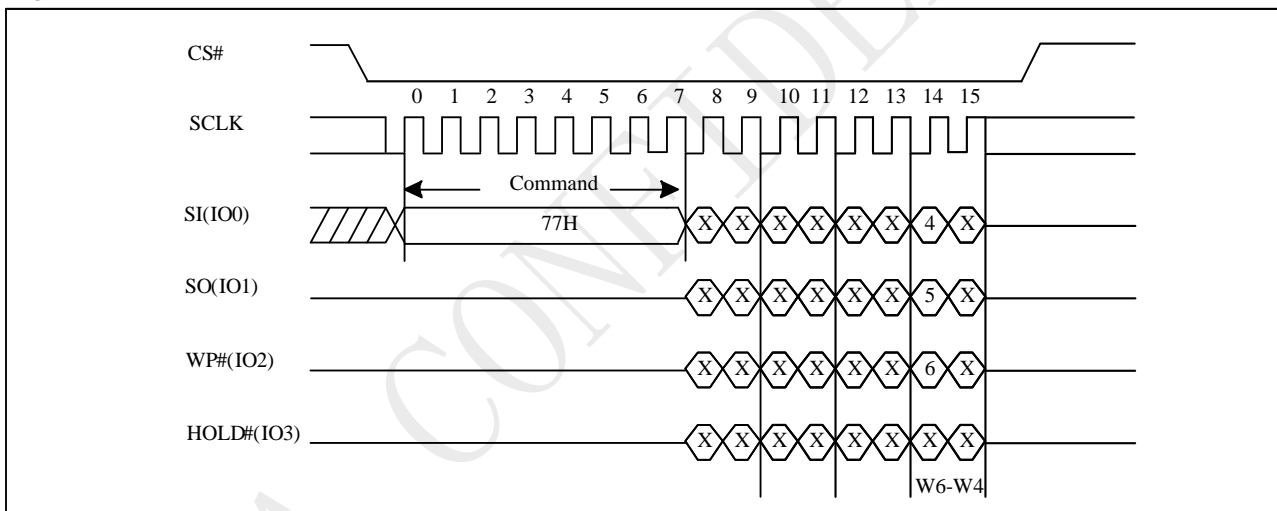 CS#
0 1 2 3 4 5 6 7 8 9 10 11 12 13 14 15
SCLK
Command
SI(IO0) 77H X X X X X X 4 X
SO(IO1) X X X X X X 5 X
WP#(IO2) X X X X X X 6 X
HOLD#(IO3) X X X X X X X X
W6-W4